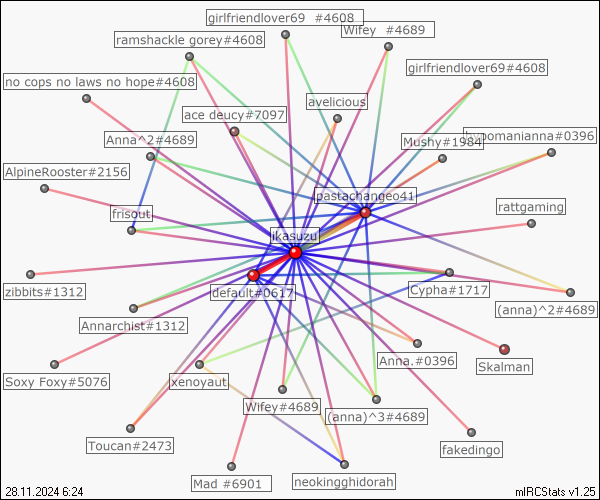 girlfriendlover69 #4608
Wifey #4689
ramshackle gorey#4608
girlfriendlover69#4608
no cops no laws no hope#4608
avelicious
ace deucy#7097
Anna^2#4689
Mushy#1984
omanianna#0396
AlpineRooster#2156
pastachangeo41
frisout
rattgaming
ikasuzu
zibbits#1312
default#0617
Cypha#1717
(anna)^2#4689
Annarchist#1312
Anna.#0396
Skalman
Soxy Foxy#5076
xenoyaut
Wifey#4689
(anna)^3#4689
Toucan#2473
fakedingo
Mad #6901
neokingghidorah
28.11.2024 6:24
mIRCStats v1.25